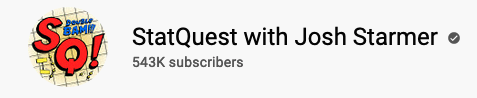 DOUBLE
BAM!!
SQ!
StatQuest with Josh Starmer
543K subscribers